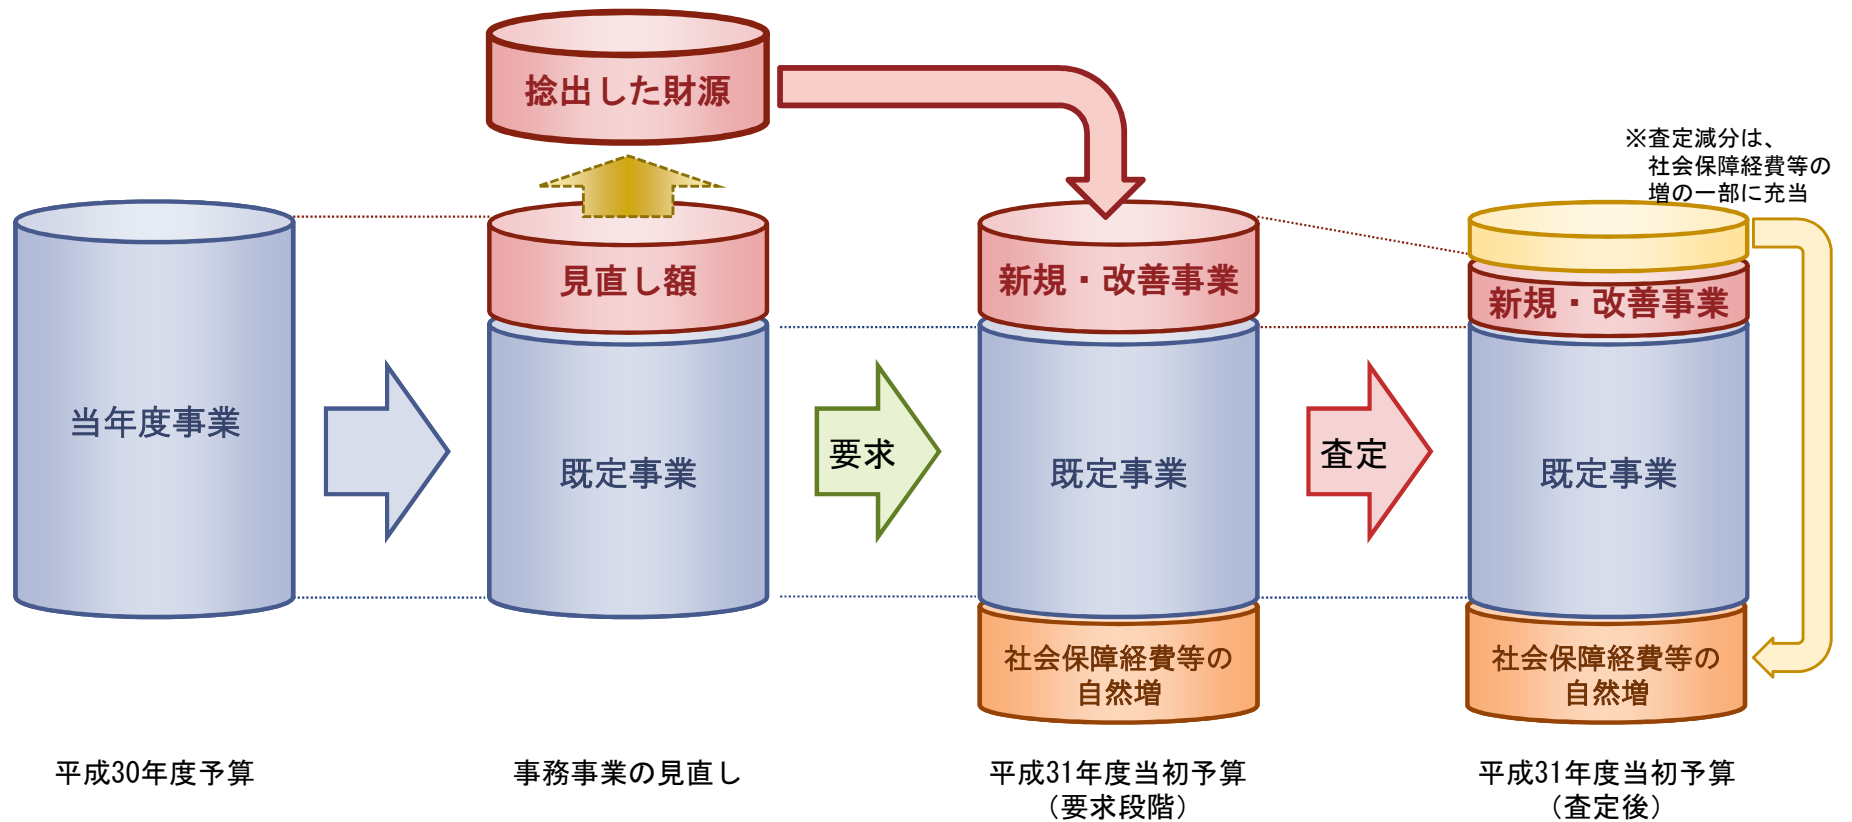 捻出した財源
※査定減分は、
社会保障経費等の
増の一部に充当
見直し額
新規・改善事業
新規・改善事業
当年度事業
既定事業
要求
既定事業
査定
既定事業
社会保障経費等の
自然増
社会保障経費等の
自然増
平成30年度予算
事務事業の見直し
平成31年度当初予算
（要求段階）
平成31年度当初予算
（査定後）